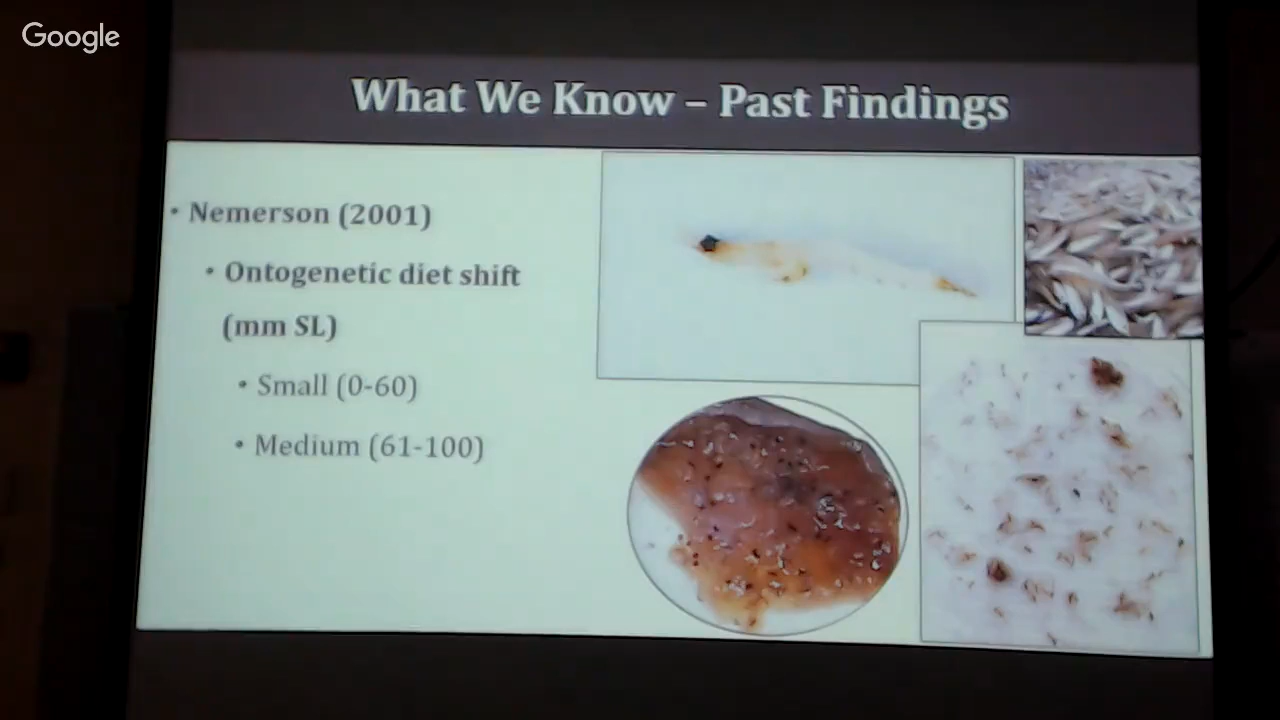 Google
What We Know – Past Findings
• Nemerson (2001)
• Ontogenetic diet shift
(mm SL)
• Small (0-60)
• Medium (61-100)